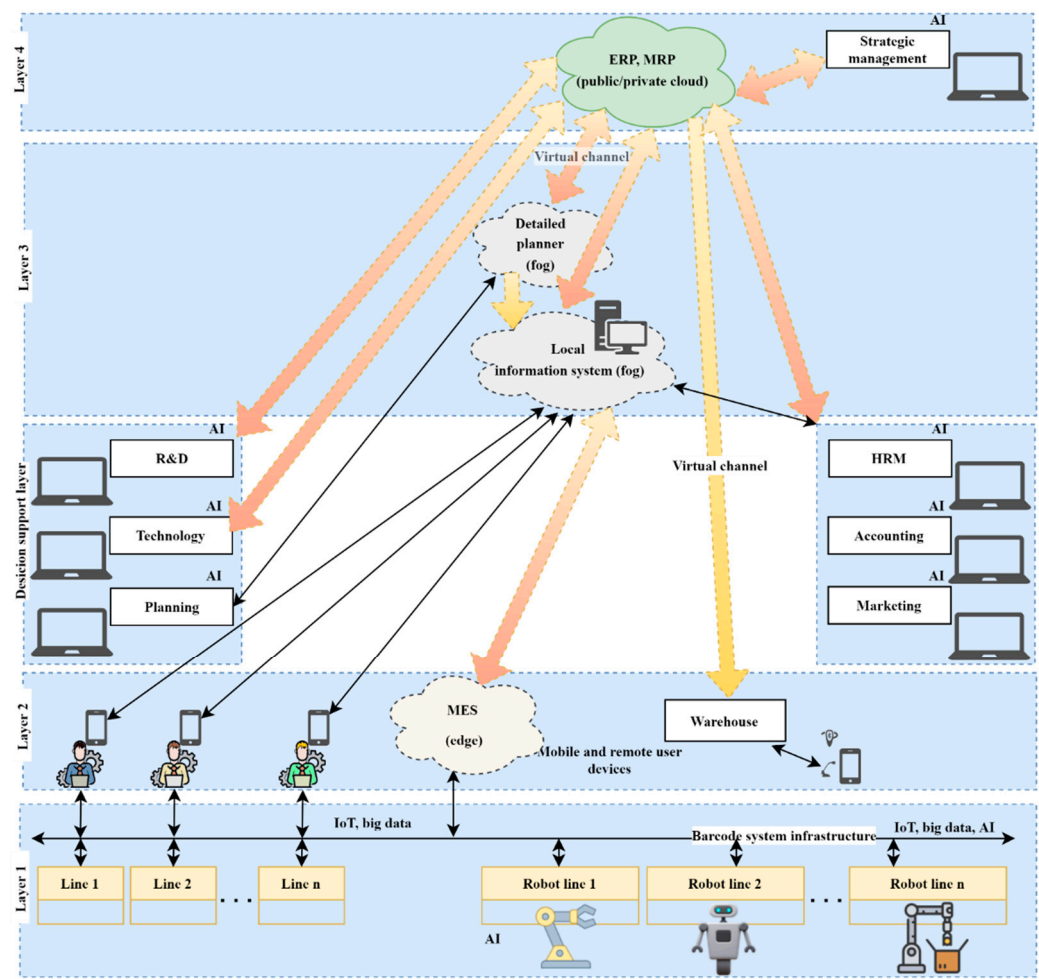 AI
Layer 4
ERP, MRP
(public/private cloud)
Strategic
management
Virtual channel
Layer 3
Detailed
planner
(fog)
Local
information system (fog)
Desicion support layer
AI
R&D
AI
Technology
AI
Planning
Virtual channel
AI
HRM
AI
Accounting
AI
Marketing
Layer 2
MES
(edge)
Mobile and remote user
devices
Warehouse
Layer 1
IoT, big data
Barcode system infrastructure
IoT, big data, AI
Line 1
Line 2
. . .
Line n
Robot line 1
Robot line 2
. . .
Robot line n
AI